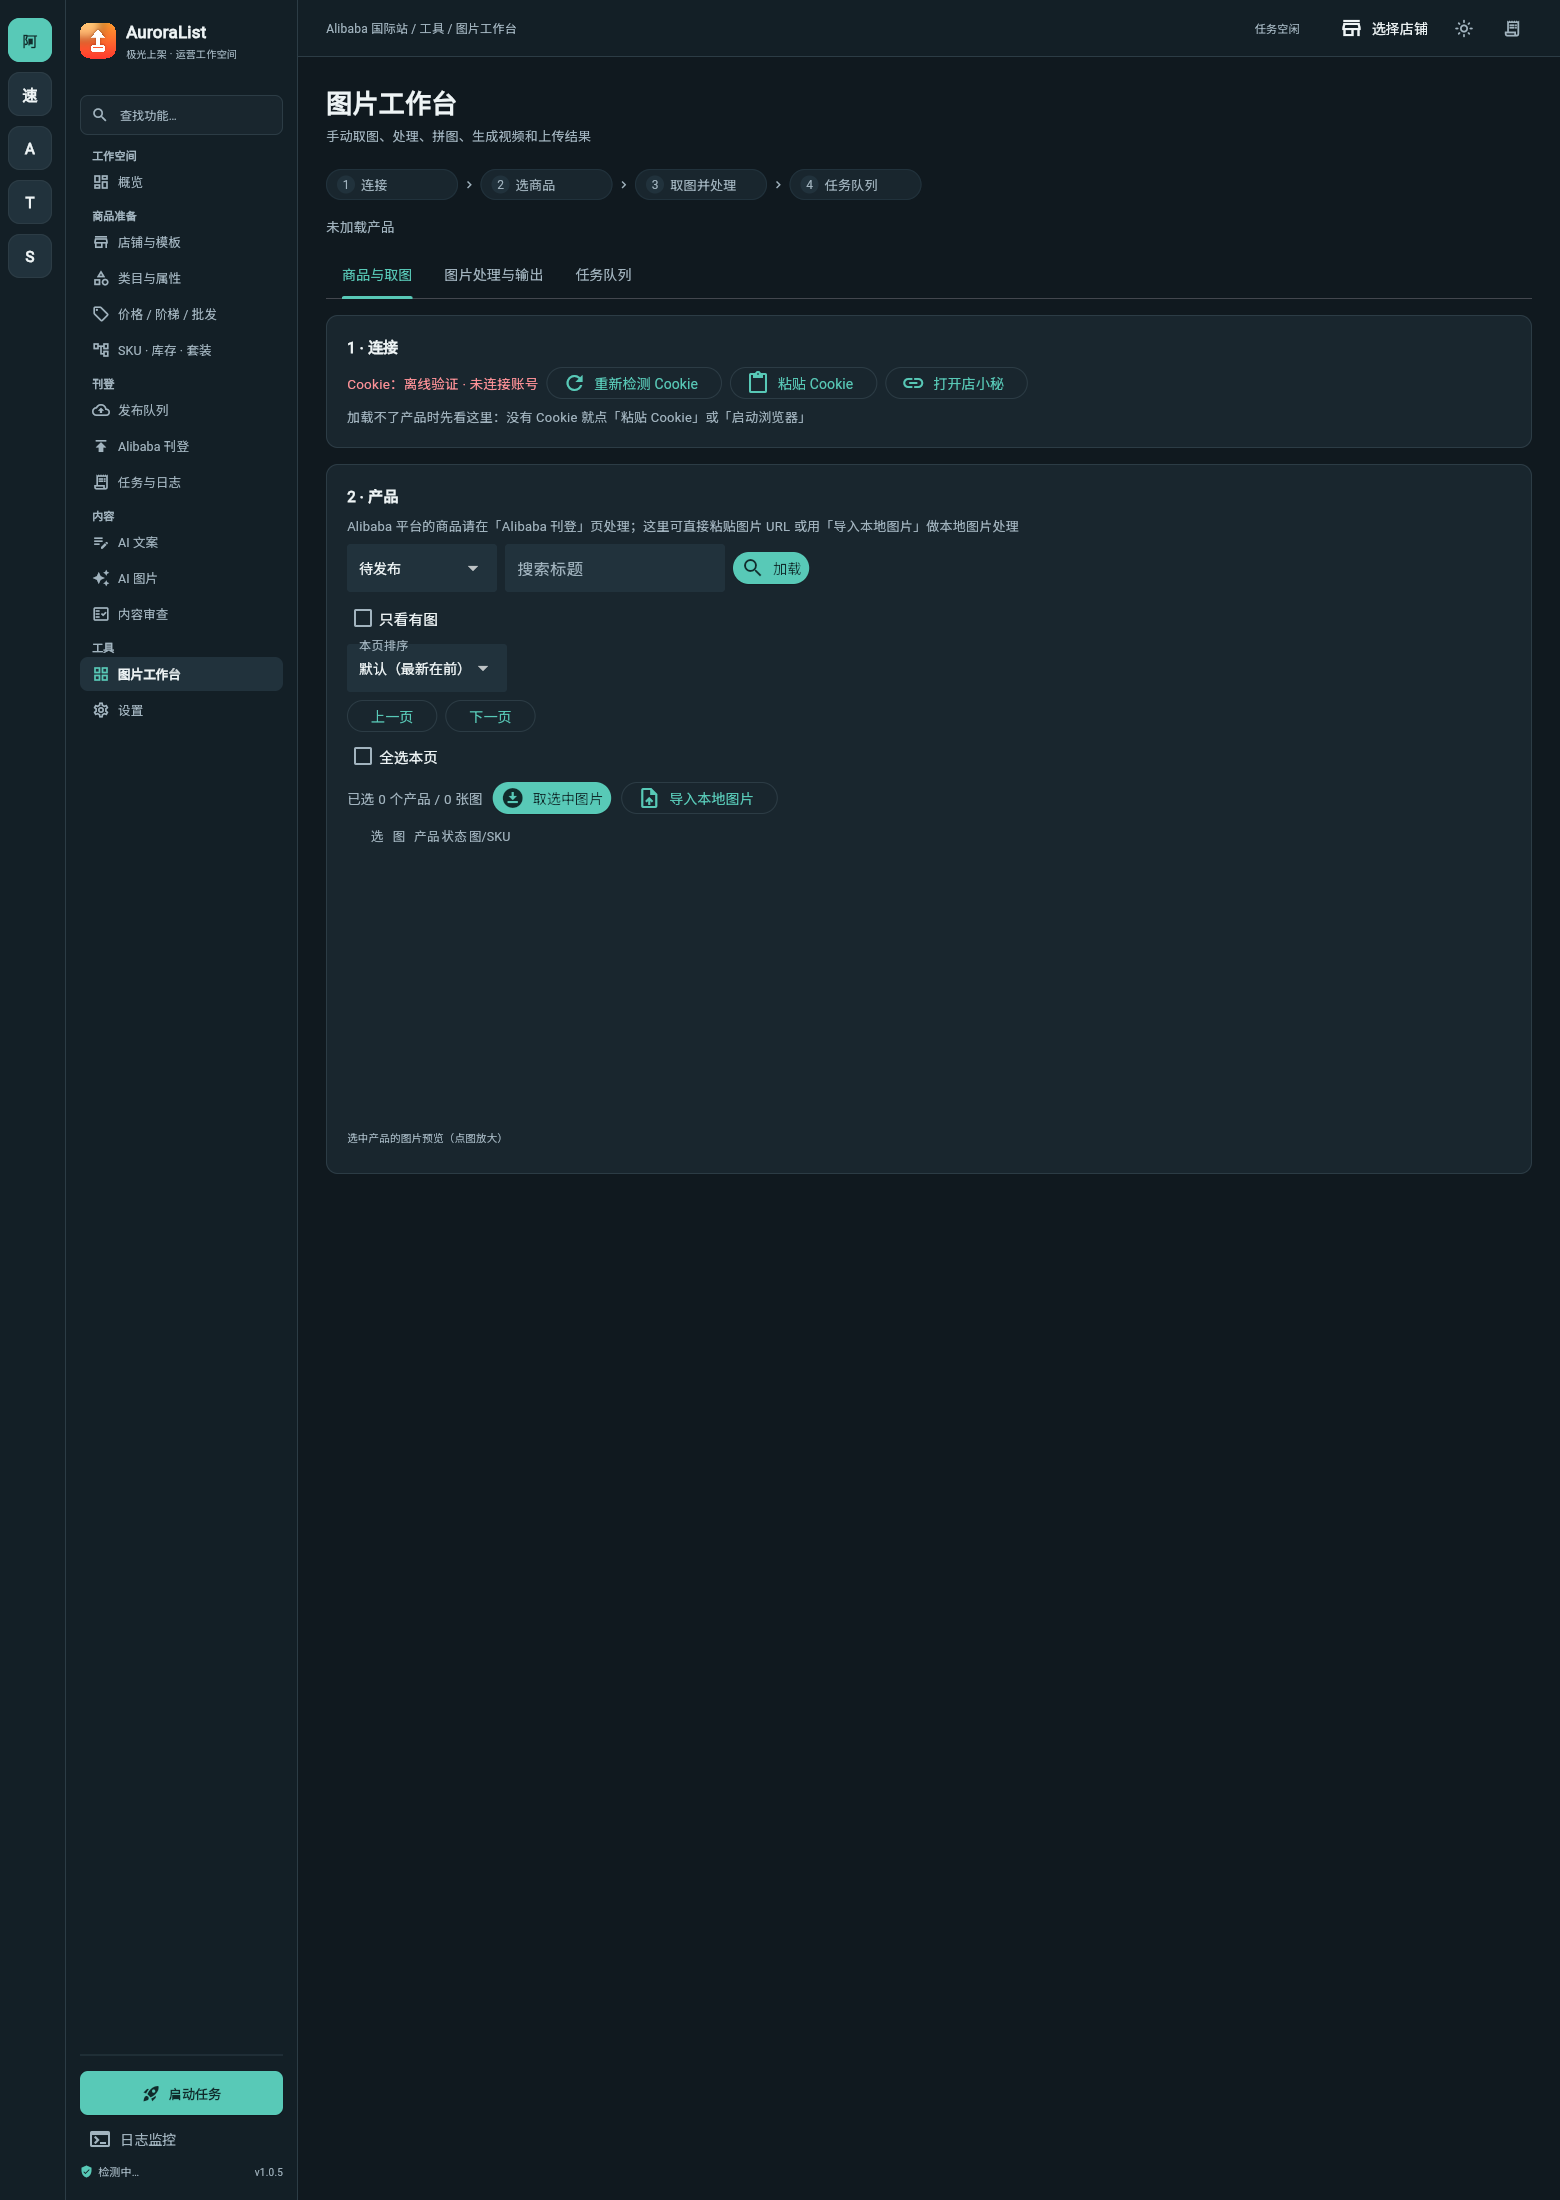 阿
速
A
T
S
AuroraList
极光上架 · 运营工作空间
查找功能...
工作空间
概览
商品准备
店铺与模板
类目与属性
价格 / 阶梯 / 批发
SKU · 库存 · 套装
刊登
发布队列
Alibaba 刊登
任务与日志
内容
AI 文案
AI 图片
内容审查
工具
图片工作台
设置
启动任务
日志监控
检测中...
v1.0.5
Alibaba 国际站 / 工具 / 图片工作台
任务空闲
选择店铺
图片工作台
手动取图、处理、拼图、生成视频和上传结果
1 连接
2 选商品
3 取图并处理
4 任务队列
未加载产品
商品与取图
图片处理与输出
任务队列
1 · 连接
Cookie：离线验证 · 未连接账号
重新检测 Cookie
粘贴 Cookie
打开店小秘
加载不了产品时先看这里：没有 Cookie 就点「粘贴 Cookie」或「启动浏览器」
2 · 产品
Alibaba 平台的商品请在「Alibaba 刊登」页处理；这里可直接粘贴图片 URL 或用「导入本地图片」做本地图片处理
待发布
搜索标题
加载
只看有图
本页排序
默认（最新在前）
上一页
下一页
全选本页
已选 0 个产品 / 0 张图
取选中图片
导入本地图片
选 图 产品 状态 图/SKU
选中产品的图片预览（点图放大）